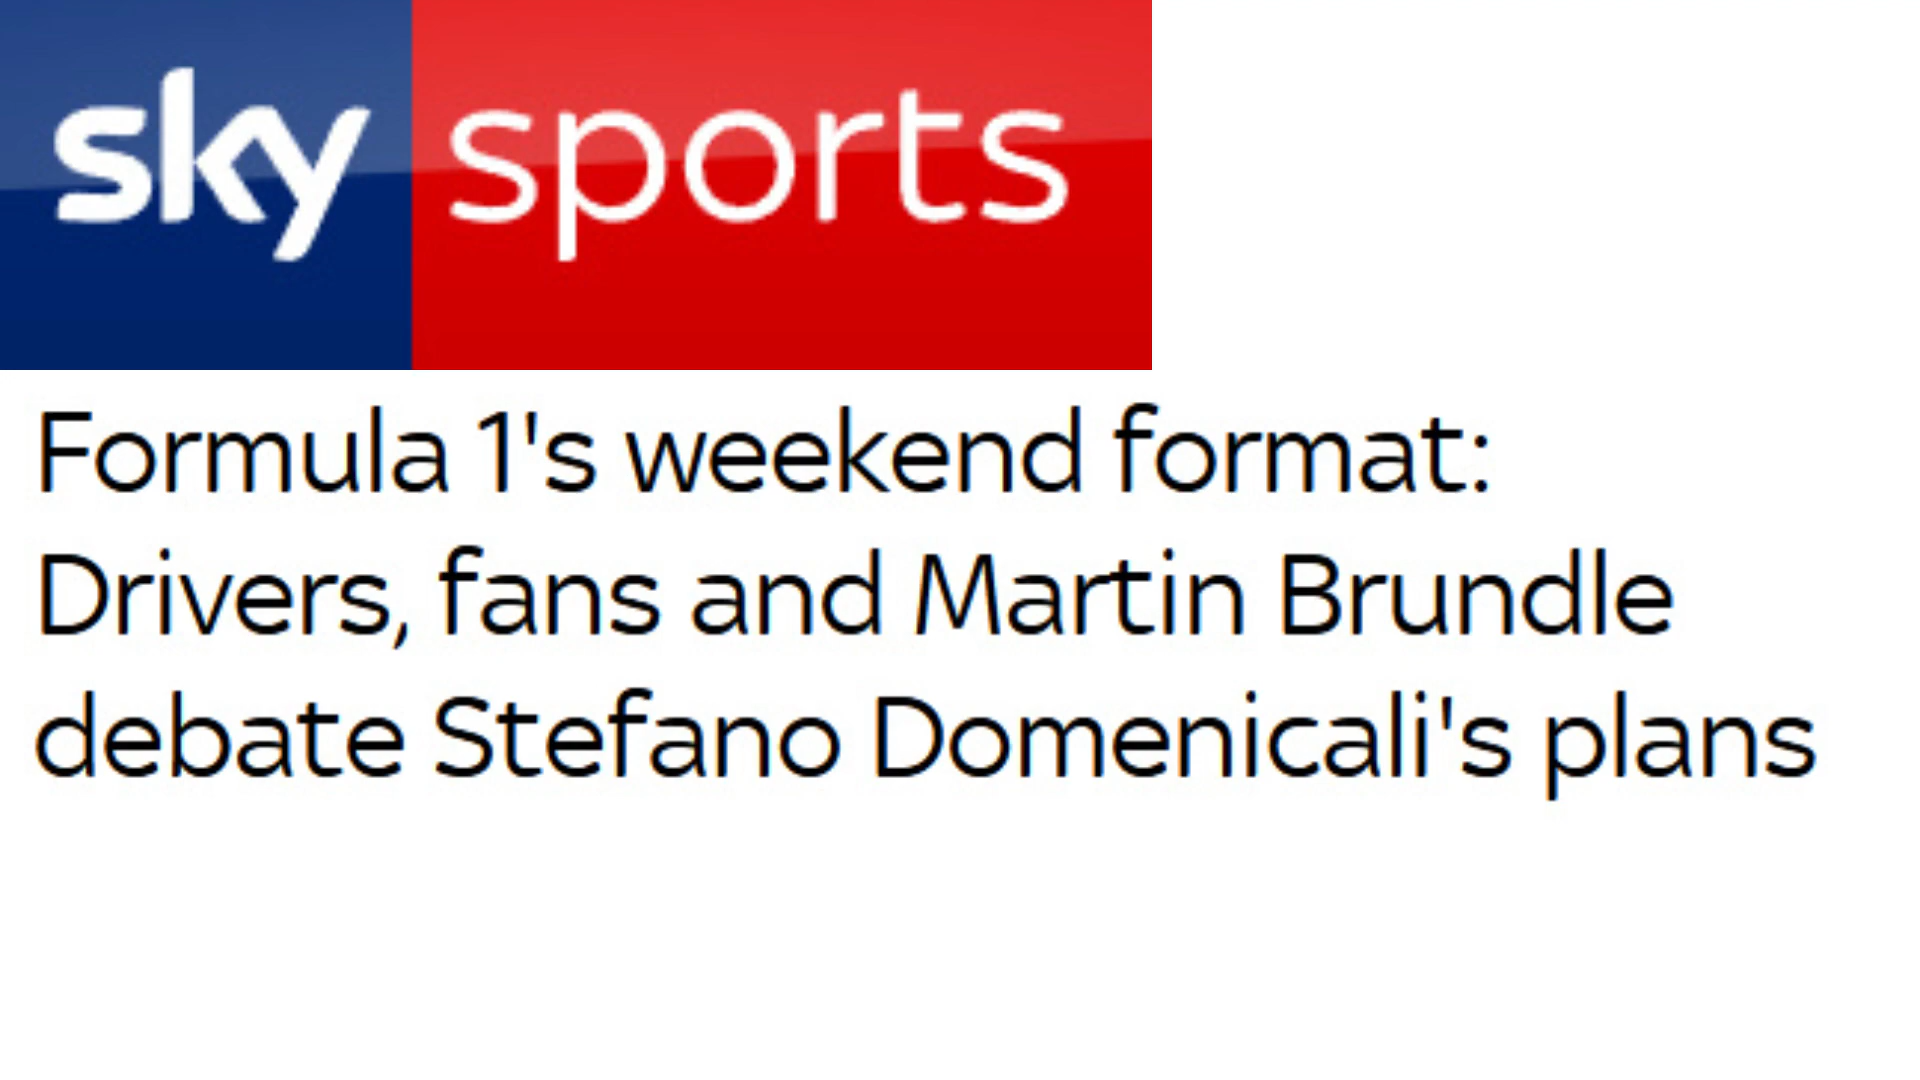 sky sports
Formula 1's weekend format:
Drivers, fans and Martin Brundle
debate Stefano Domenicali's plans